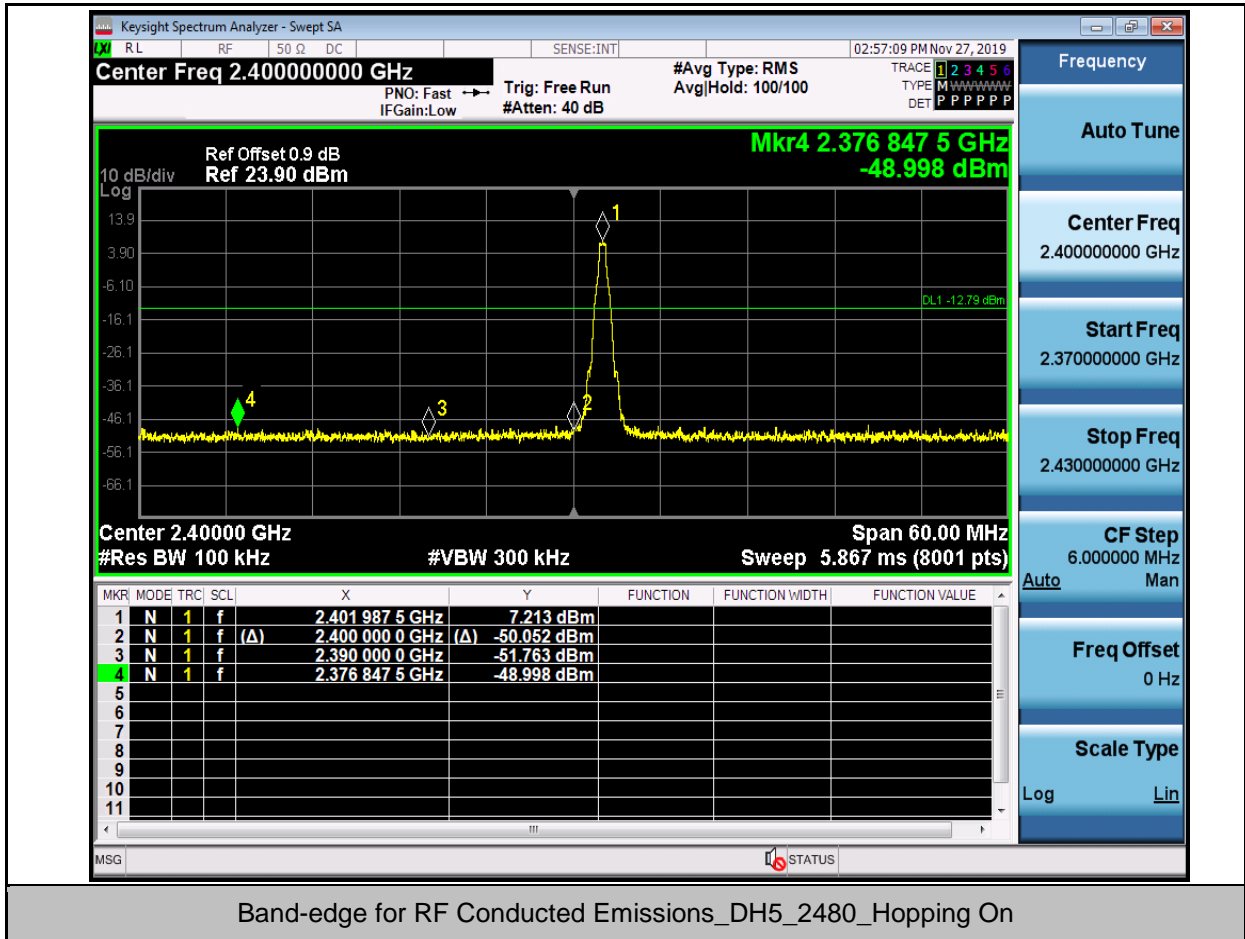 Keysight Spectrum Analyzer - Swept SA
LXI RL RF 50 Ω DC SENSE:INT 02:57:09 PM Nov 27, 2019
Center Freq 2.400000000 GHz
PNO: Fast
IFGain:Low
Trig: Free Run
#Atten: 40 dB
#Avg Type: RMS
Avg|Hold: 100/100
TRACE 1 2 3 4 5 6
TYPE M WWWWW
DET P P P P P P
Mkr4 2.376 847 5 GHz
-48.998 dBm
Ref Offset 0.9 dB
10 dB/div Ref 23.90 dBm
Log
13.9
3.90
-6.10
-16.1
-26.1
-36.1
-46.1
-56.1
-66.1
1
2
3
4
DL1 -12.79 dBm
Center 2.40000 GHz Span 60.00 MHz
#Res BW 100 kHz #VBW 300 kHz Sweep 5.867 ms (8001 pts)
MKR MODE TRC SCL X Y FUNCTION FUNCTION WIDTH FUNCTION VALUE
1 N 1 f 2.401 987 5 GHz 7.213 dBm
2 N 1 f (Δ) 2.400 000 0 GHz (Δ) -50.052 dBm
3 N 1 f 2.390 000 0 GHz -51.763 dBm
4 N 1 f 2.376 847 5 GHz -48.998 dBm
5
6
7
8
9
10
11
MSG STATUS
Frequency
Auto Tune
Center Freq
2.400000000 GHz
Start Freq
2.370000000 GHz
Stop Freq
2.430000000 GHz
CF Step
6.000000 MHz
Auto Man
Freq Offset
0 Hz
Scale Type
Log Lin
Band-edge for RF Conducted Emissions_DH5_2480_Hopping On